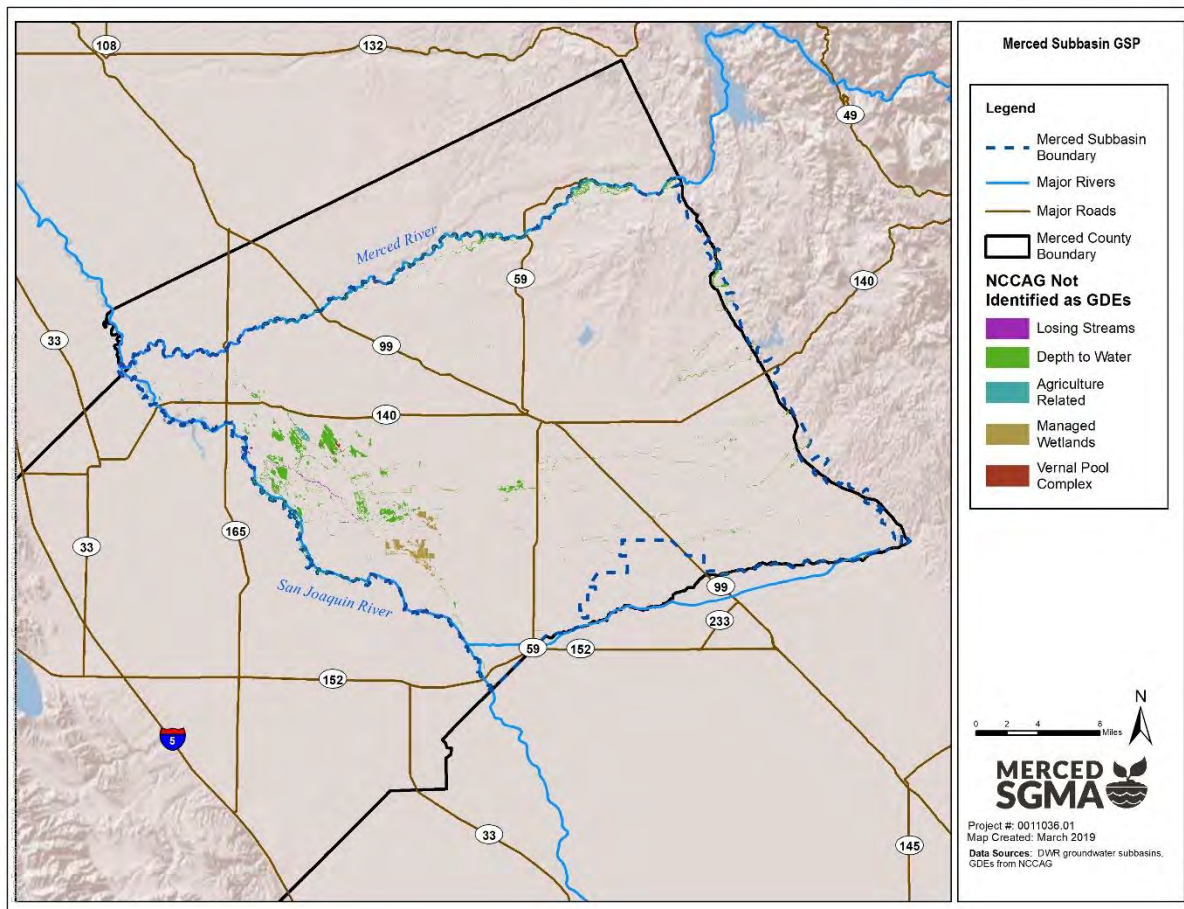 108
132
49
Merced River
59
140
33
99
140
165
33
San Joaquin River
99
233
59
152
152
5
33
145
Merced Subbasin GSP
Legend
Merced Subbasin
Boundary
Major Rivers
Major Roads
Merced County
Boundary
NCCAG Not
Identified as GDEs
Losing Streams
Depth to Water
Agriculture
Related
Managed
Wetlands
Vernal Pool
Complex
N
0 2 4 8
Miles
MERCED
SGMA
Project #: 0011036.01
Map Created: March 2019
Data Sources: DWR groundwater subbasins,
GDEs from NCCAG